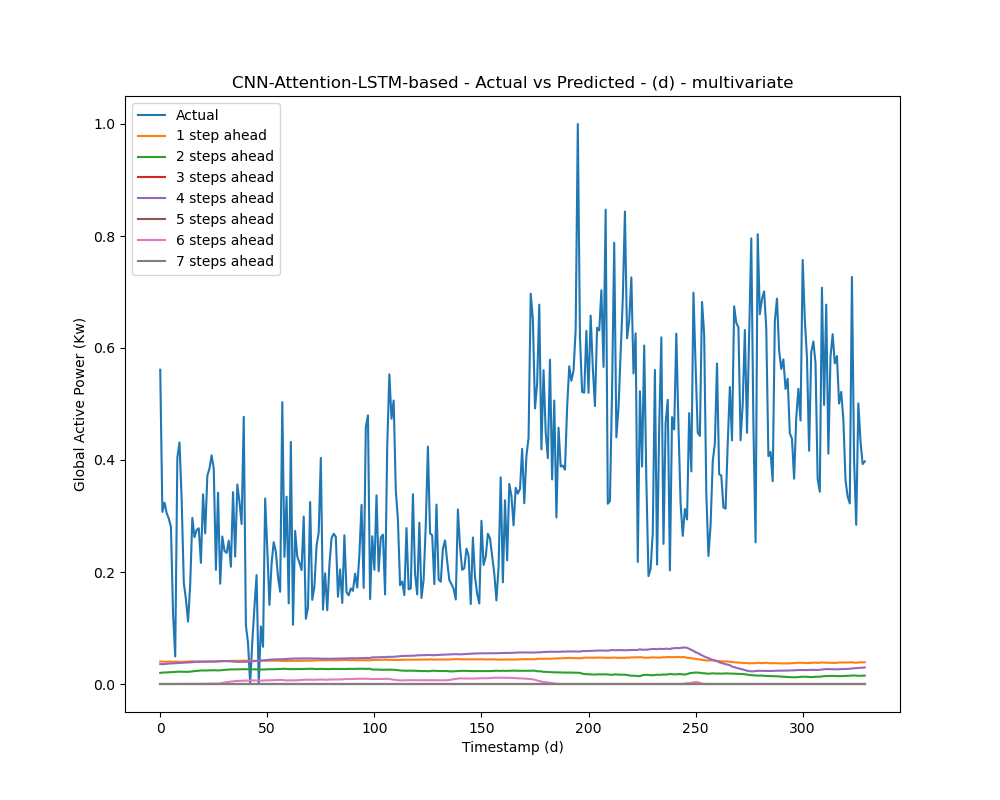 CNN-Attention-LSTM-based - Actual vs Predicted - (d) - multivariate
Actual
1 step ahead
2 steps ahead
3 steps ahead
4 steps ahead
5 steps ahead
6 steps ahead
7 steps ahead
1.0
0.8
0.6
0.4
0.2
0.0
Global Active Power (Kw)
0 50 100 150 200 250 300
Timestamp (d)